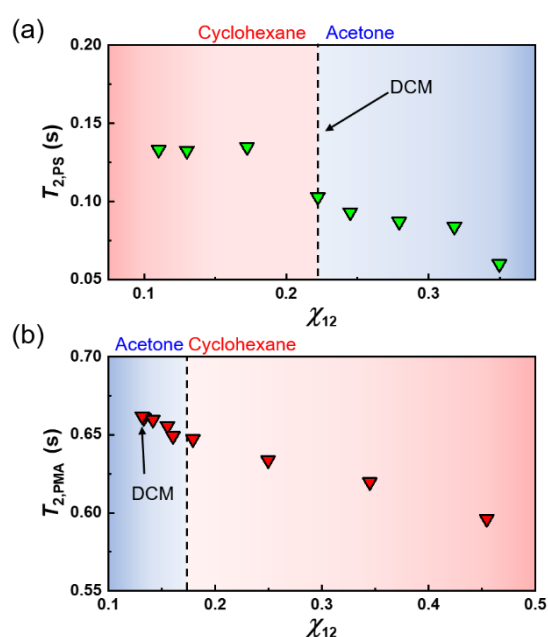 (a)
Cyclohexane Acetone
0.20
0.15
0.10
0.05
T2,PS (s)
DCM
0.1 0.2 0.3
χ12
(b)
Acetone Cyclohexane
0.70
0.65
0.60
0.55
T2,PMA (s)
DCM
0.1 0.2 0.3 0.4 0.5
χ12